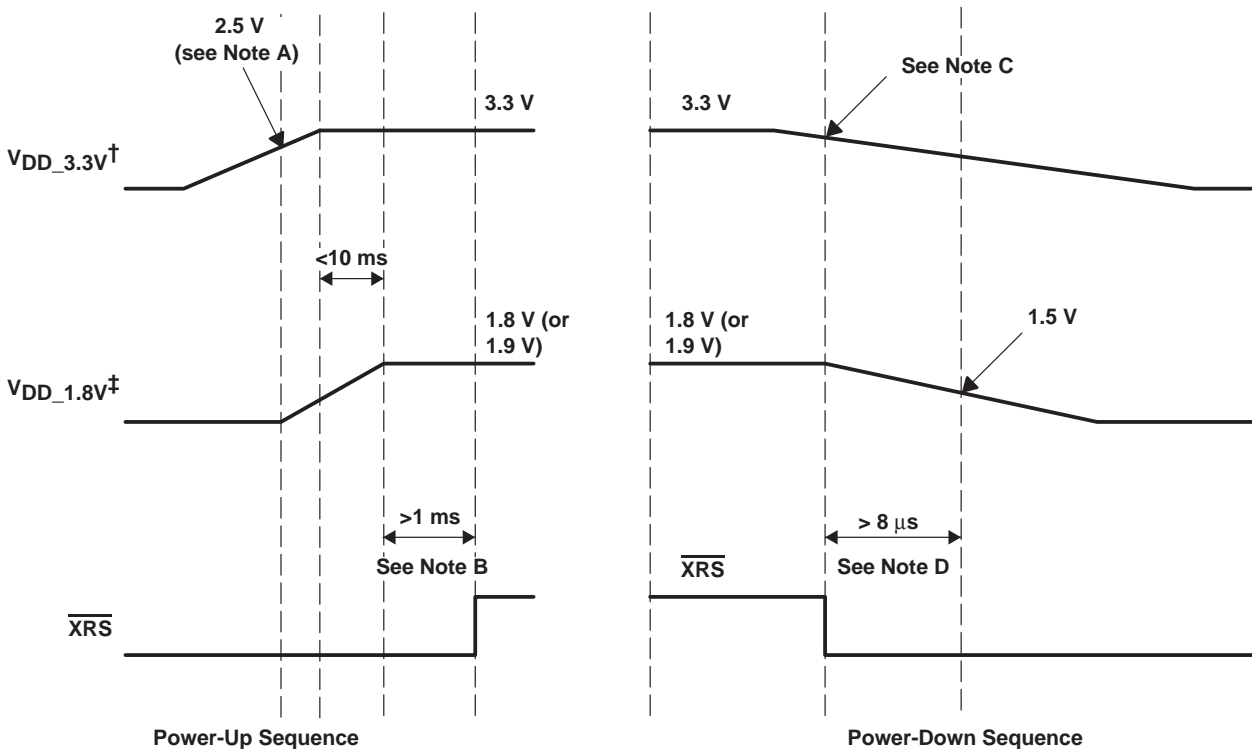 2.5 V
(see Note A)
See Note C
3.3 V
3.3 V
VDD_3.3V†
<10 ms
1.8 V (or
1.9 V)
1.8 V (or
1.9 V)
1.5 V
VDD_1.8V‡
>1 ms
> 8 μs
See Note B
XRS
See Note D
XRS
Power-Up Sequence
Power-Down Sequence